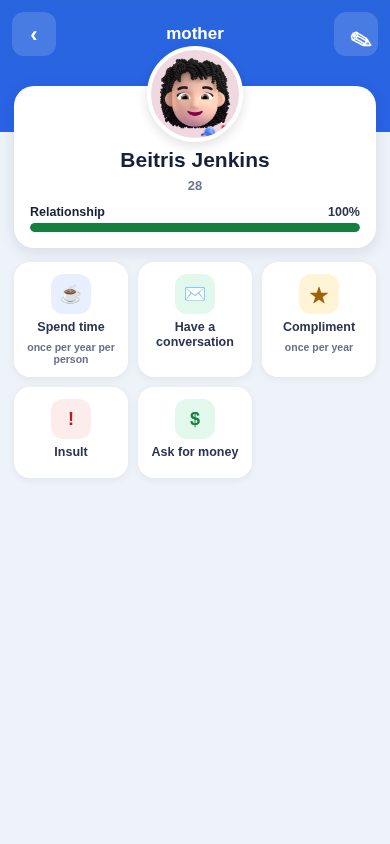 ‹
mother
Beitris Jenkins
28
Relationship 100%
Spend time
once per year per
person
Have a
conversation
Compliment
once per year
!
Insult
$
Ask for money